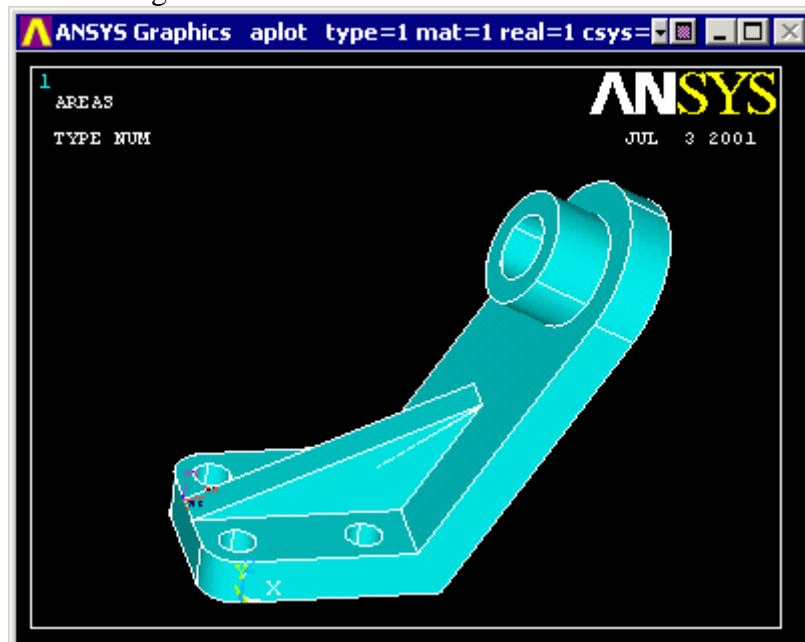 ANSYS Graphics aplot type=1 mat=1 real=1 csys=
1
AREAS
TYPE NUM
ANSYS
JUL 3 2001
Y
X